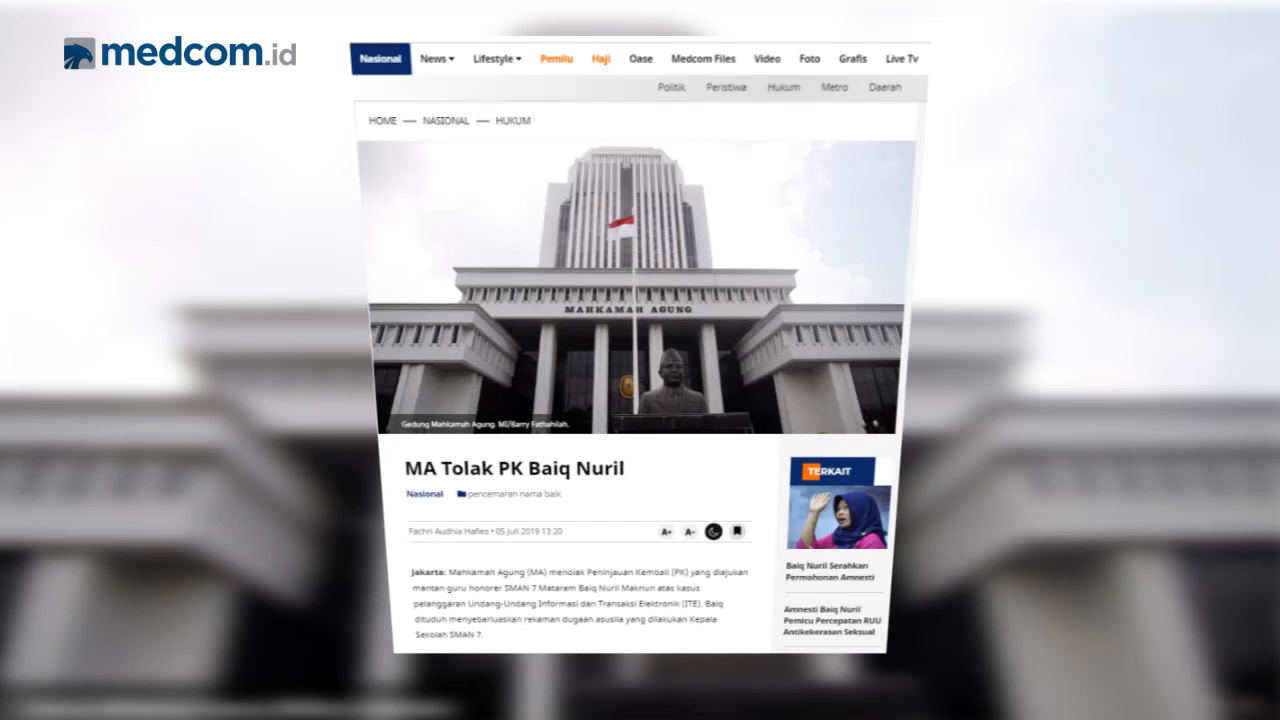 medcom.id
Nasional News Lifestyle Pemilu Haji Oase Medcom Files Video Foto Grafis Live Tv
Politik Peristiwa Hukum Metro Daerah
HOME — NASIONAL — HUKUM
MAHKAMAH AGUNG
Gedung Mahkamah Agung. MI/Barry Fathahilah.
MA Tolak PK Baiq Nuril
Nasional pencemaran nama baik
Fachri Audhia Hafiez • 05 Juli 2019 13:20
A+ A-
Jakarta: Mahkamah Agung (MA) menolak Peninjauan Kembali (PK) yang diajukan
mantan guru honorer SMAN 7 Mataram Baiq Nuril Maknun atas kasus
pelanggaran Undang-Undang Informasi dan Transaksi Elektronik (ITE). Baiq
dituduh menyebarluaskan rekaman dugaan asusila yang dilakukan Kepala
Sekolah SMAN 7.
TERKAIT
Baiq Nuril Serahkan
Permohonan Amnesti
Amnesti Baiq Nuril
Pemicu Percepatan RUU
Antikekerasan Seksual